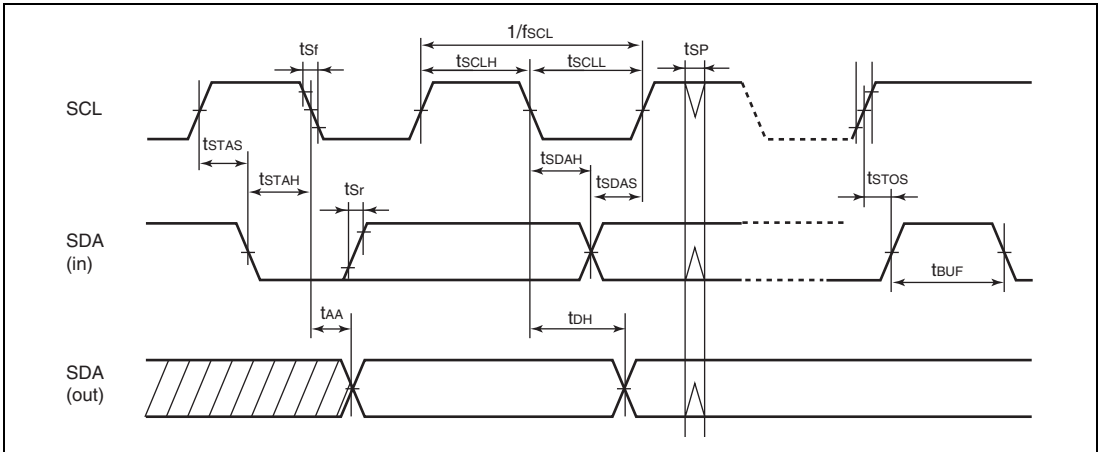 1/fSCL
tSf
tSCLH
tSCLL
tSP
SCL
tSTAS
tSTAH
tSr
tSDAH
tSDAS
tSTOS
SDA
(in)
tBUF
tAA
tDH
SDA
(out)